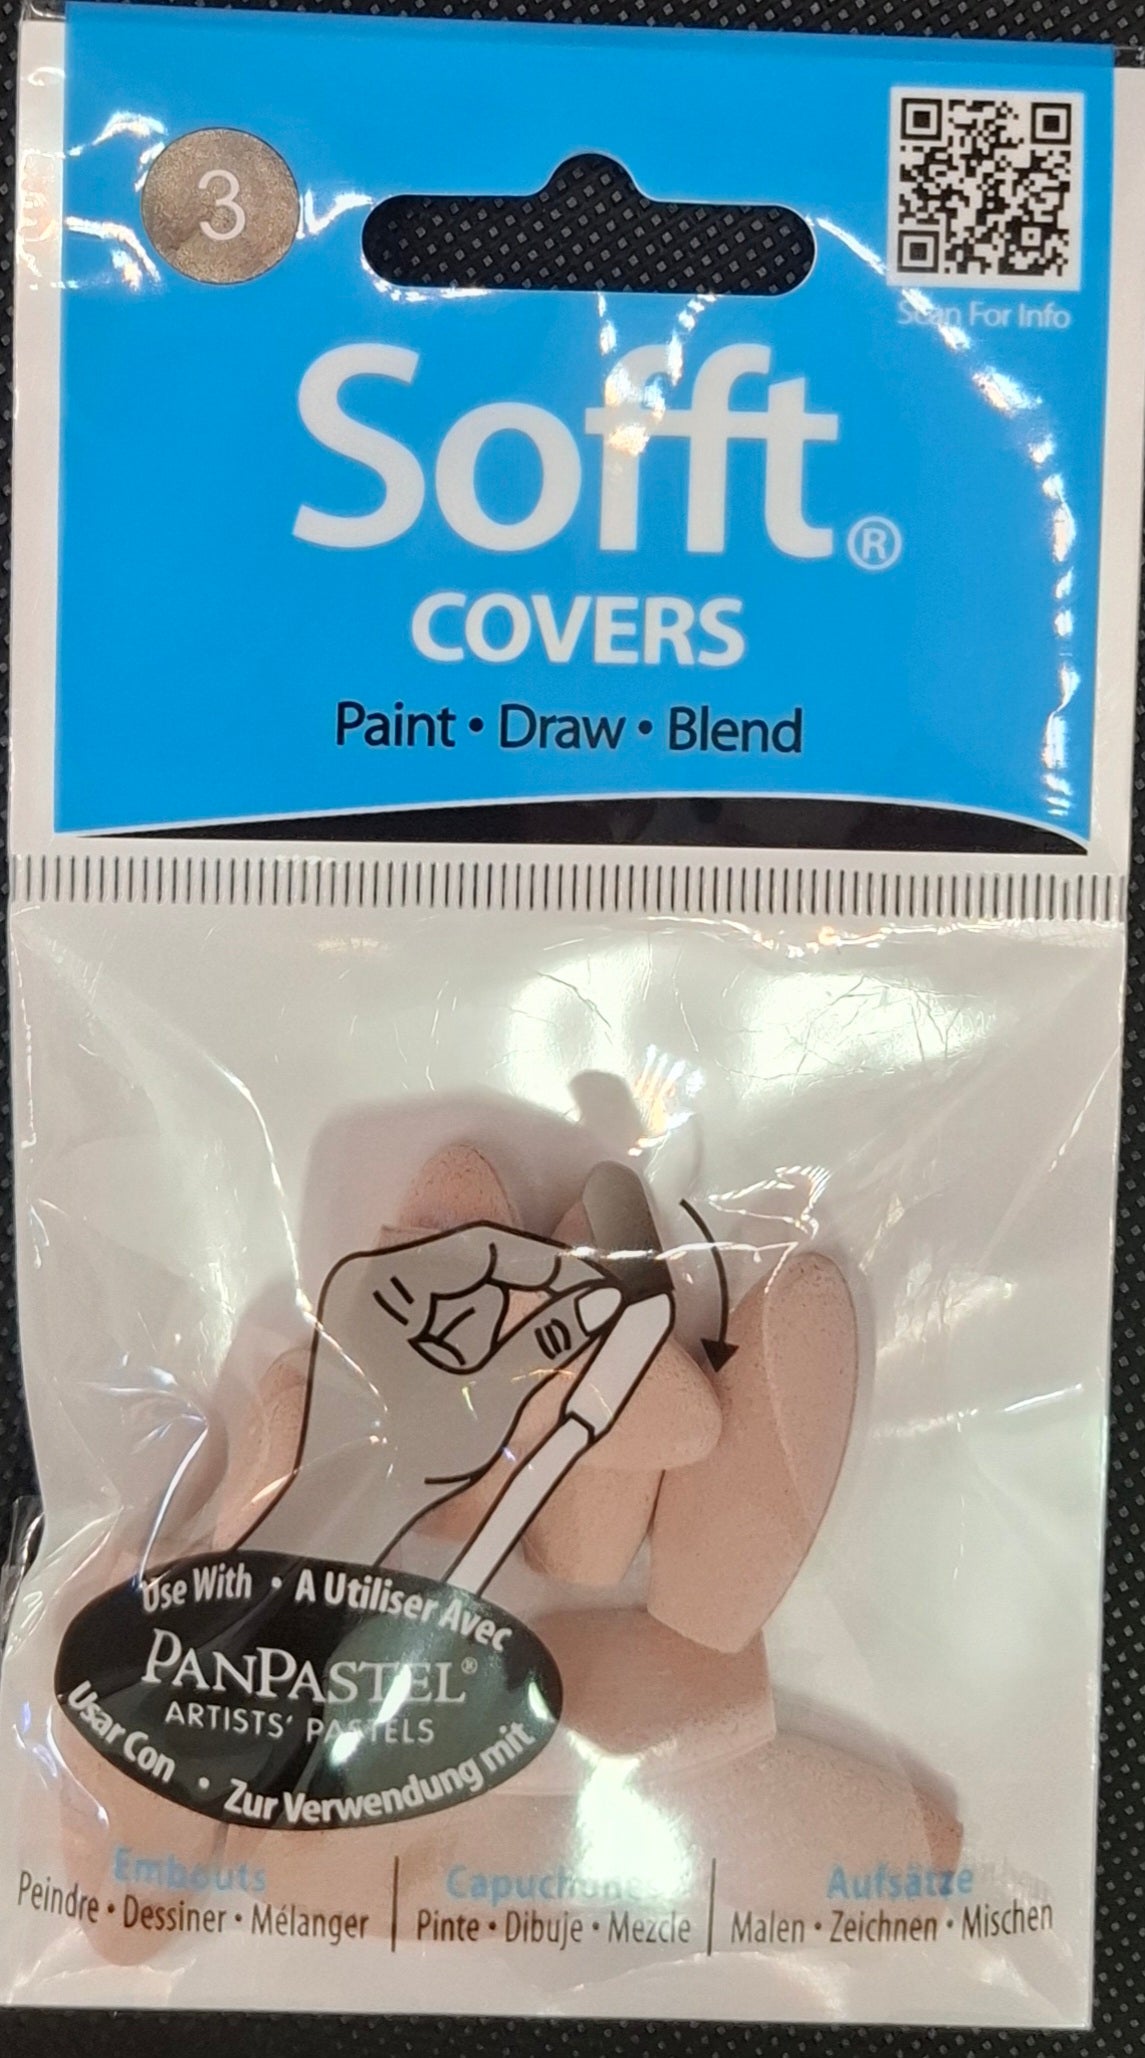 3
Scan For Info
Sofft®
COVERS
Paint • Draw • Blend
Use With • A Utiliser Avec
PANPASTEL®
ARTISTS' PASTELS
Usar Con • Zur Verwendung mit
Embouts
Peindre • Dessiner • Mélanger
Capuchones
Pinte • Dibuje • Mezcle
Aufsätze
Malen • Zeichnen • Mischen